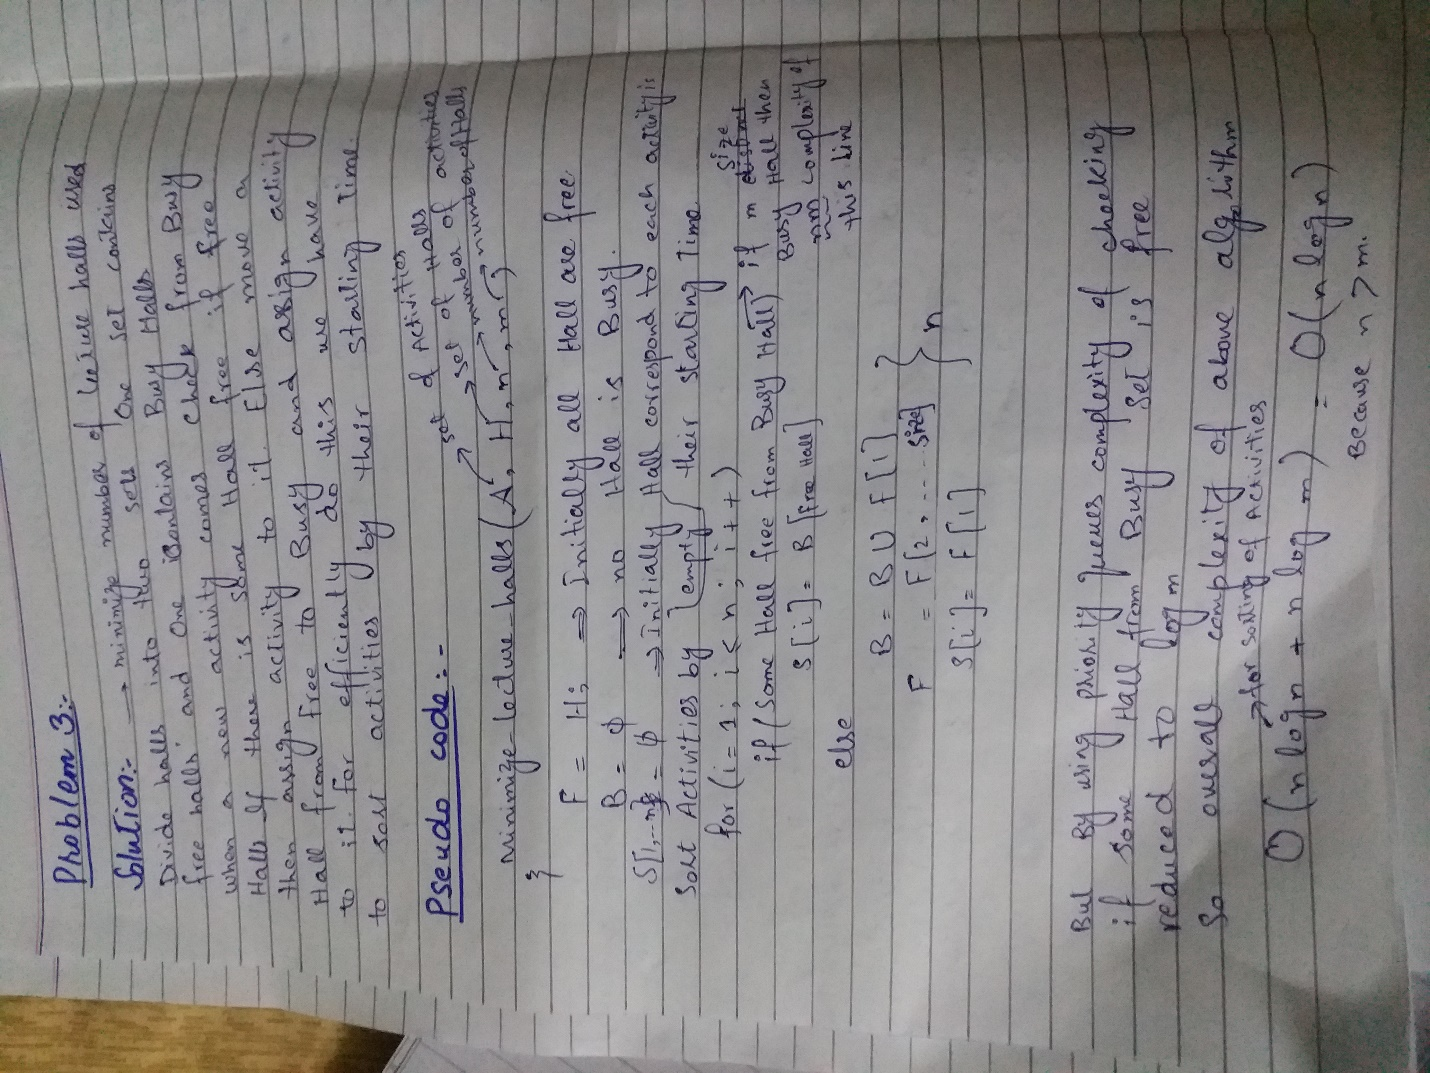 Problem 3:-
Solution:- → minimize number of lecture halls used
Divide halls into two sets One set contains
free halls and One contains Busy Halls
when a new activity comes check from Busy
Halls If there is some Hall free if free
then assign activity to it. Else move a
Hall from Free to Busy and assign activity
to it. For efficiently do this we have
to sort activities by their starting time.
Pseudo code:-
set of Activities
set of Halls
number of activities
number of Halls
minimize-lecture-halls (A, H, n, m)
{
F = H; ⇒ Initially all Hall are free.
B = ϕ → no Hall is Busy.
S[1,...n] = ϕ ⇒ Initially Hall correspond to each activity is
empty
Sort Activities by their starting Time
for (i = 1; i < n; i++)
if (Some Hall free from Busy Hall) → if m size
Busy Hall then
nm complexity of
this line
S[i] = B [free Hall]
else
B = B U F[1]
F = F[2, .... size]
S[i] = F[1]
} n
But By using priority queues complexity of checking
if some Hall from Busy set is free
reduced to log m
So overall complexity of above algorithm
→ for sorting of Activities
O (n log n + n log m) = O(n log n)
Because n > m.